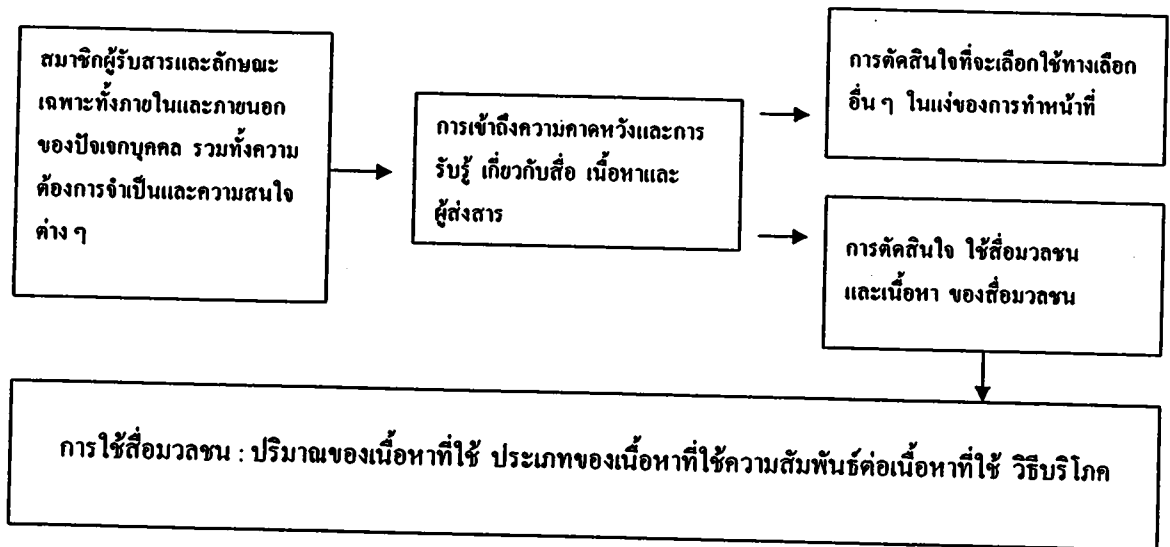 สมาชิกผู้รับสารและลักษณะ
เฉพาะทั้งภายในและภายนอก
ของปัจเจกบุคคล รวมทั้งความ
ต้องการจำเป็นและความสนใจ
ต่าง ๆ
การเข้าถึงความคาดหวังและการ
รับรู้ เกี่ยวกับสื่อ เนื้อหาและ
ผู้ส่งสาร
การตัดสินใจที่จะเลือกใช้ทางเลือก
อื่น ๆ ในแง่ของการทำหน้าที่
การตัดสินใจ ใช้สื่อมวลชน
และเนื้อหา ของสื่อมวลชน
การใช้สื่อมวลชน : ปริมาณของเนื้อหาที่ใช้ ประเภทของเนื้อหาที่ใช้ความสัมพันธ์ต่อเนื้อหาที่ใช้ วิธีบริโภค